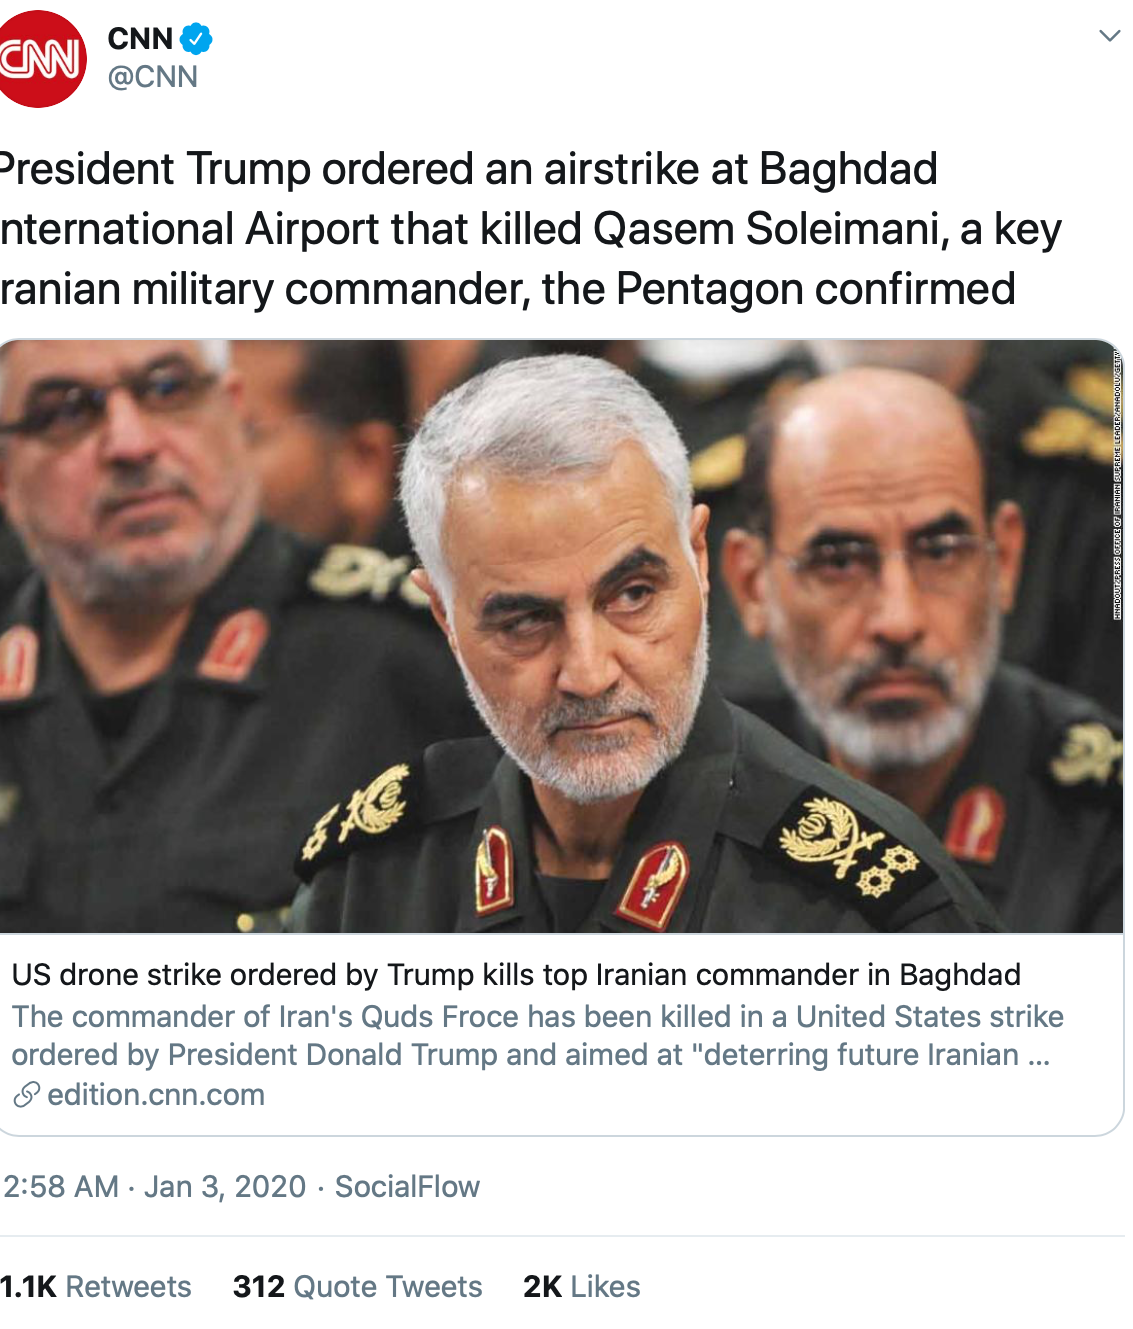 CNN
CNN
@CNN
President Trump ordered an airstrike at Baghdad
nternational Airport that killed Qasem Soleimani, a key
ranian military commander, the Pentagon confirmed
HNADOUT/PRESS OFFICE OF IRANIAN SUPREME LEADER/ANADOLU/GETTY
US drone strike ordered by Trump kills top Iranian commander in Baghdad
The commander of Iran's Quds Froce has been killed in a United States strike
ordered by President Donald Trump and aimed at "deterring future Iranian ...
edition.cnn.com
2:58 AM · Jan 3, 2020 · SocialFlow
1.1K Retweets 312 Quote Tweets 2K Likes